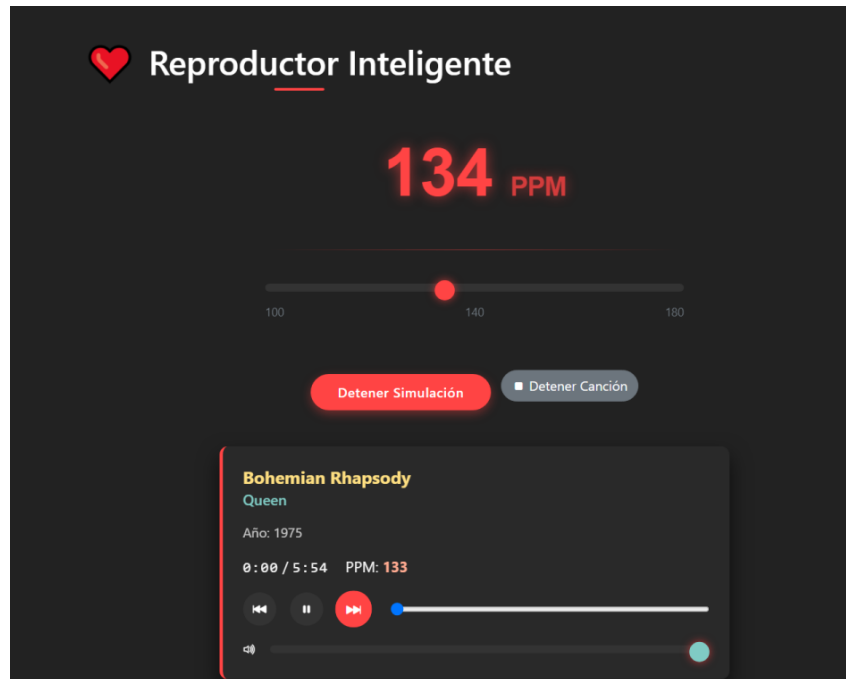 Reproductor Inteligente
134 PPM
100 140 180
Detener Simulación
Detener Canción
Bohemian Rhapsody
Queen
Año: 1975
0:00 / 5:54 PPM: 133